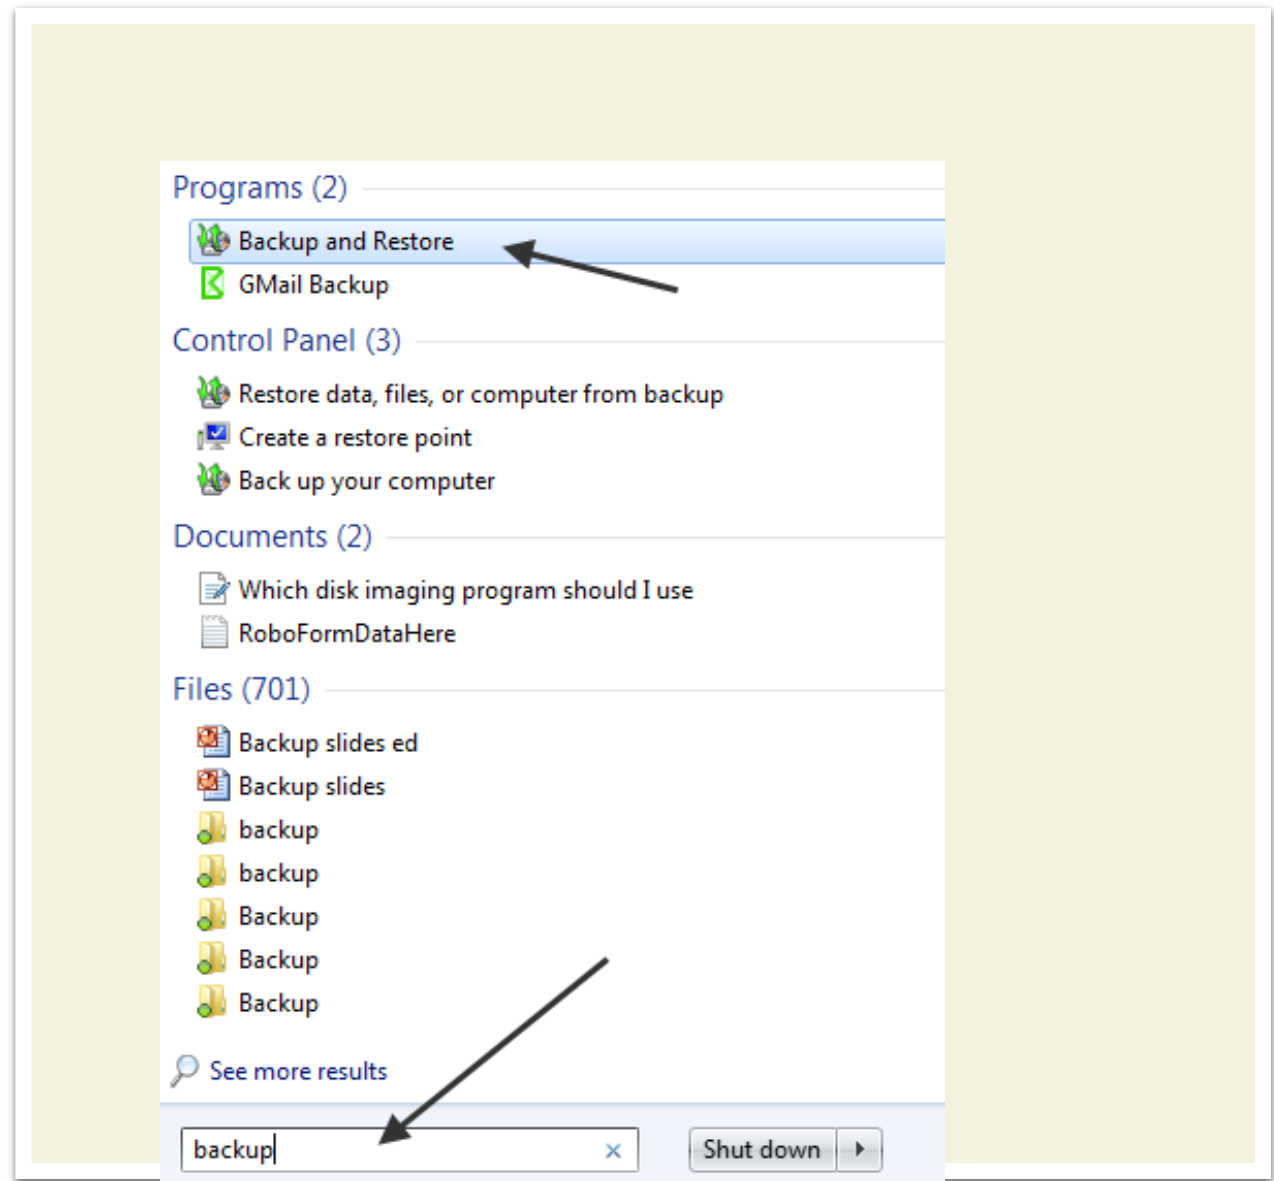 Programs (2)
Backup and Restore
GMail Backup
Control Panel (3)
Restore data, files, or computer from backup
Create a restore point
Back up your computer
Documents (2)
Which disk imaging program should I use
RoboFormDataHere
Files (701)
Backup slides ed
Backup slides
backup
backup
Backup
Backup
Backup
See more results
backup
Shut down